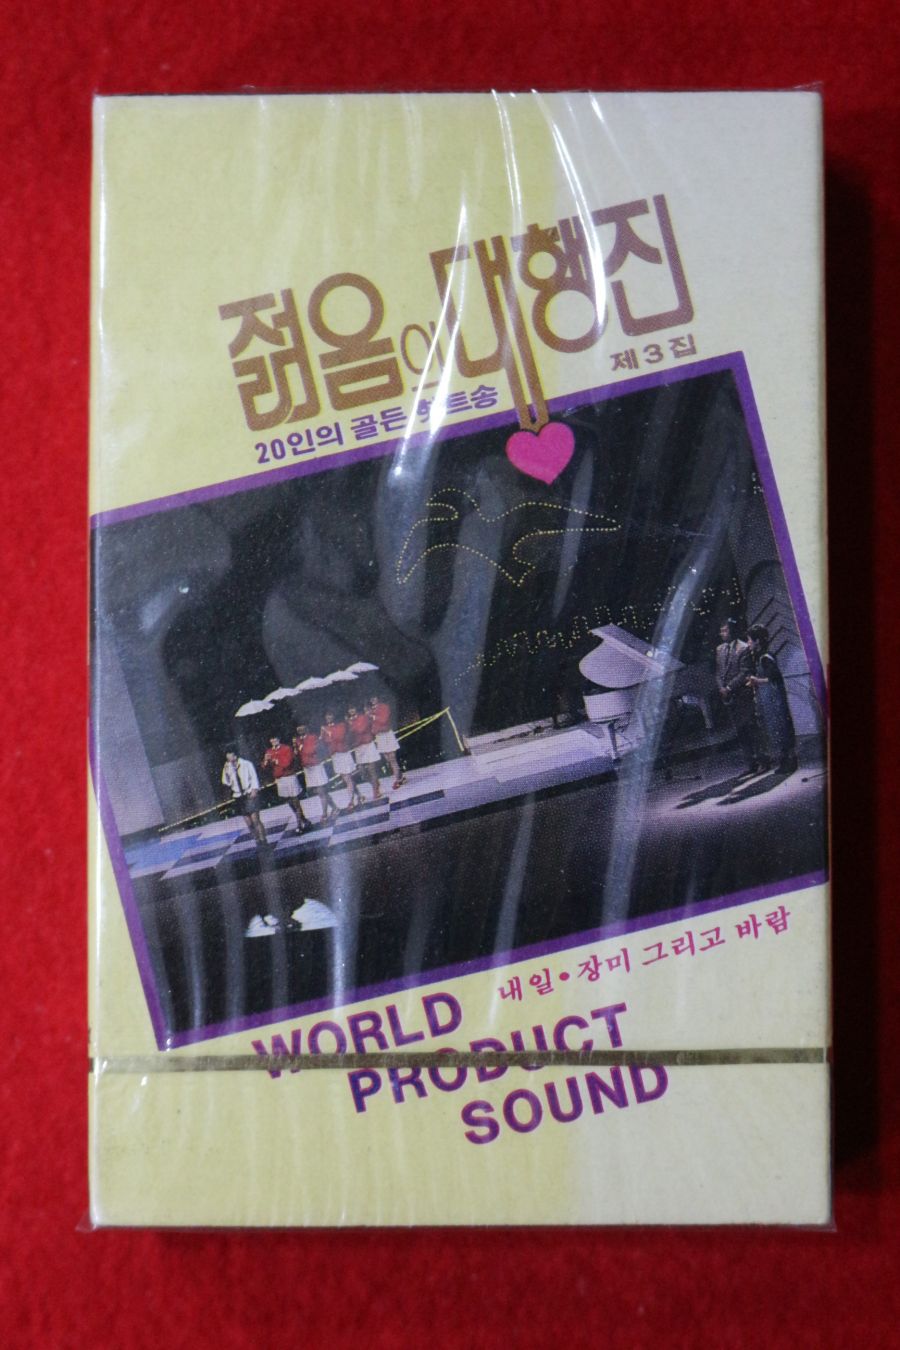 젊음의 대행진
제3집
20인의 골든 힛트송
내일•장미 그리고 바람
WORLD
PRODUCT
SOUND